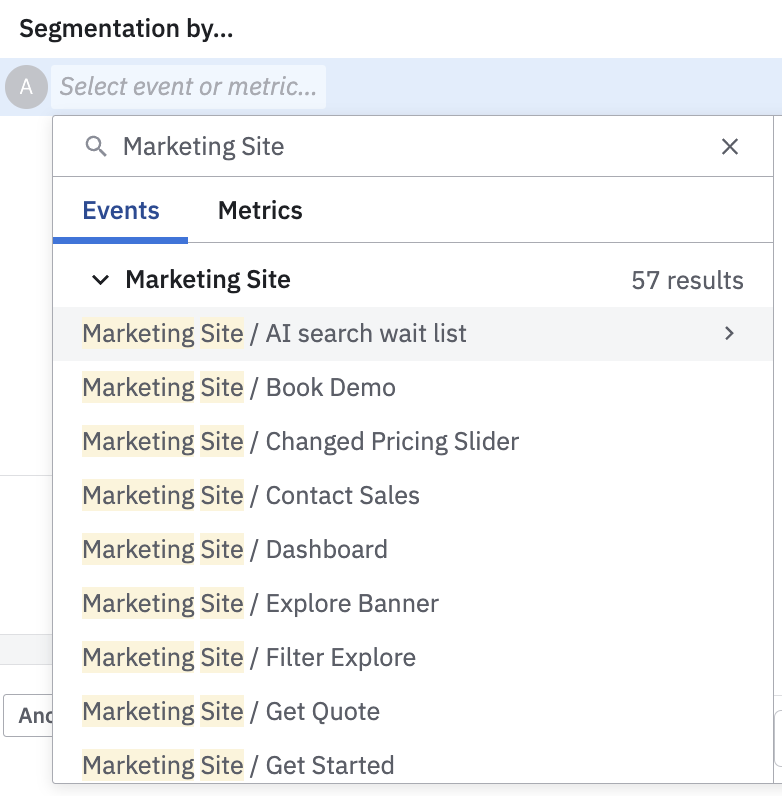 Segmentation by...
A Select event or metric...
Marketing Site
Events Metrics
Marketing Site 57 results
Marketing Site / AI search wait list
Marketing Site / Book Demo
Marketing Site / Changed Pricing Slider
Marketing Site / Contact Sales
Marketing Site / Dashboard
Marketing Site / Explore Banner
Marketing Site / Filter Explore
Marketing Site / Get Quote
Marketing Site / Get Started